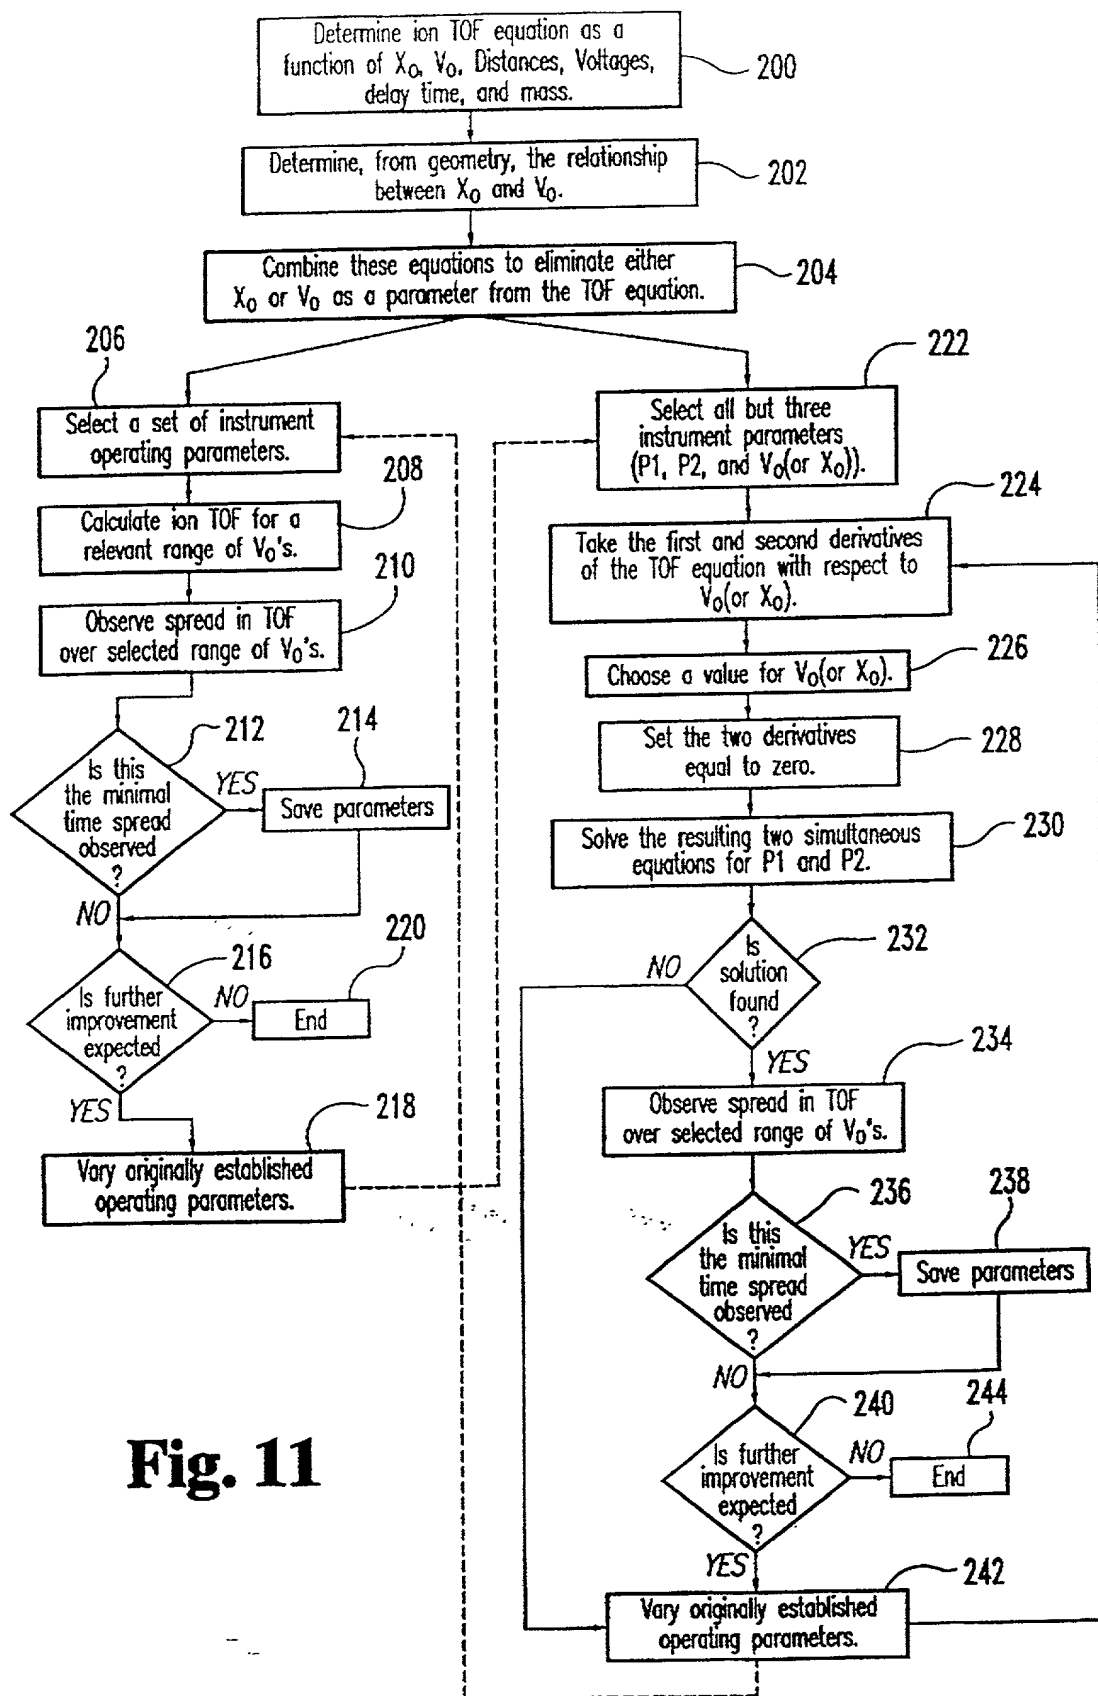 Determine ion TOF equation as a
function of X₀, V₀, Distances, Voltages,
delay time, and mass.
200
Determine, from geometry, the relationship
between X₀ and V₀.
202
Combine these equations to eliminate either
X₀ or V₀ as a parameter from the TOF equation.
204
206
Select a set of instrument
operating parameters.
208
Calculate ion TOF for a
relevant range of V₀'s.
210
Observe spread in TOF
over selected range of V₀'s.
212
Is this
the minimal
time spread
observed
?
YES
214
Save parameters
NO
216
Is further
improvement
expected
?
NO
220
End
YES
218
Vary originally established
operating parameters.
222
Select all but three
instrument parameters
(P1, P2, and V₀(or X₀)).
224
Take the first and second derivatives
of the TOF equation with respect to
V₀(or X₀).
226
Choose a value for V₀(or X₀).
Set the two derivatives
equal to zero.
228
230
Solve the resulting two simultaneous
equations for P1 and P2.
232
Is
solution
found
?
NO
YES
234
Observe spread in TOF
over selected range of V₀'s.
236
Is this
the minimal
time spread
observed
?
YES
238
Save parameters
NO
240
Is further
improvement
expected
?
NO
244
End
YES
242
Vary originally established
operating parameters.
Fig. 11